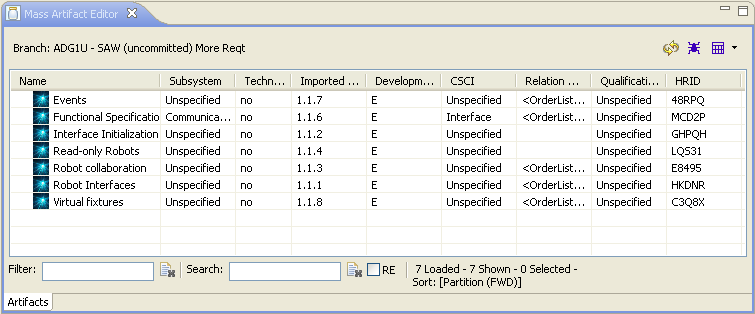 Mass Artifact Editor
Branch: ADG1U - SAW (uncommitted) More Reqt
Name Subsystem Techn... Imported ... Developm... CSCI Relation ... Qualificati... HRID
Events Unspecified no 1.1.7 E Unspecified <OrderList... Unspecified 48RPQ
Functional Specificatio Communica... no 1.1.6 E Interface <OrderList... Unspecified MCD2P
Interface Initialization Unspecified no 1.1.2 E Unspecified Unspecified GHPQH
Read-only Robots Unspecified no 1.1.4 E Unspecified Unspecified LQS31
Robot collaboration Unspecified no 1.1.3 E Unspecified <OrderList... Unspecified E8495
Robot Interfaces Unspecified no 1.1.1 E Unspecified <OrderList... Unspecified HKDNR
Virtual fixtures Unspecified no 1.1.8 E Unspecified <OrderList... Unspecified C3Q8X
Filter: Search: RE 7 Loaded - 7 Shown - 0 Selected -
Sort: [Partition (FWD)]
Artifacts